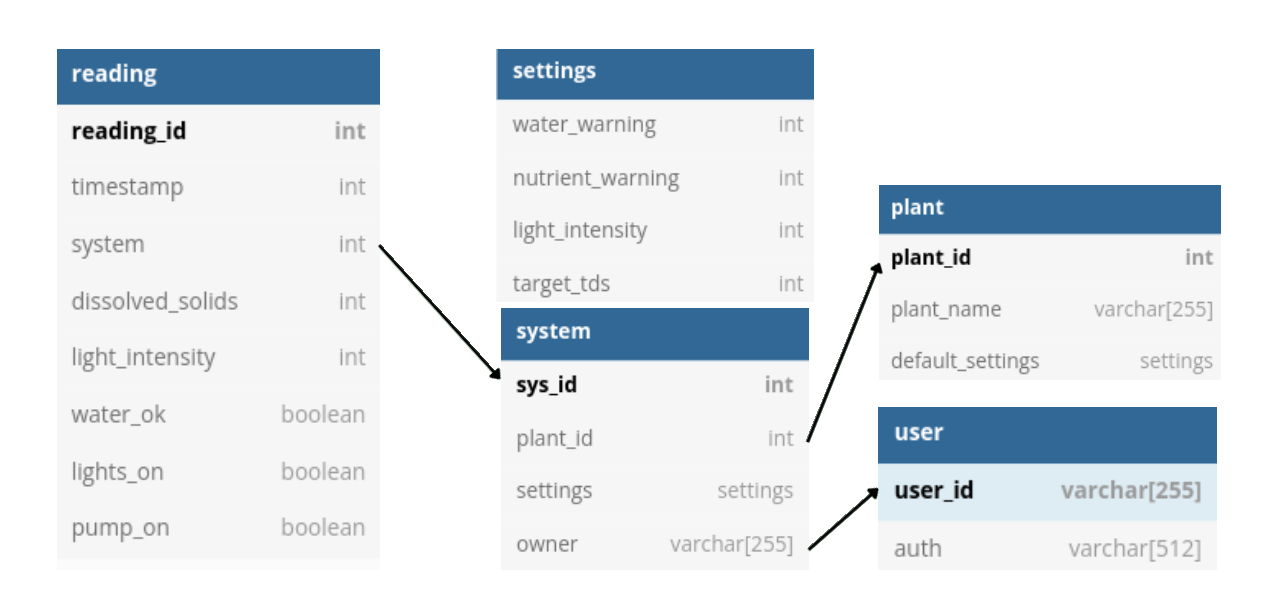 reading
reading_id int
timestamp int
system int
dissolved_solids int
light_intensity int
water_ok boolean
lights_on boolean
pump_on boolean
settings
water_warning int
nutrient_warning int
light_intensity int
target_tds int
system
sys_id int
plant_id int
settings settings
owner varchar[255]
plant
plant_id int
plant_name varchar[255]
default_settings settings
user
user_id varchar[255]
auth varchar[512]